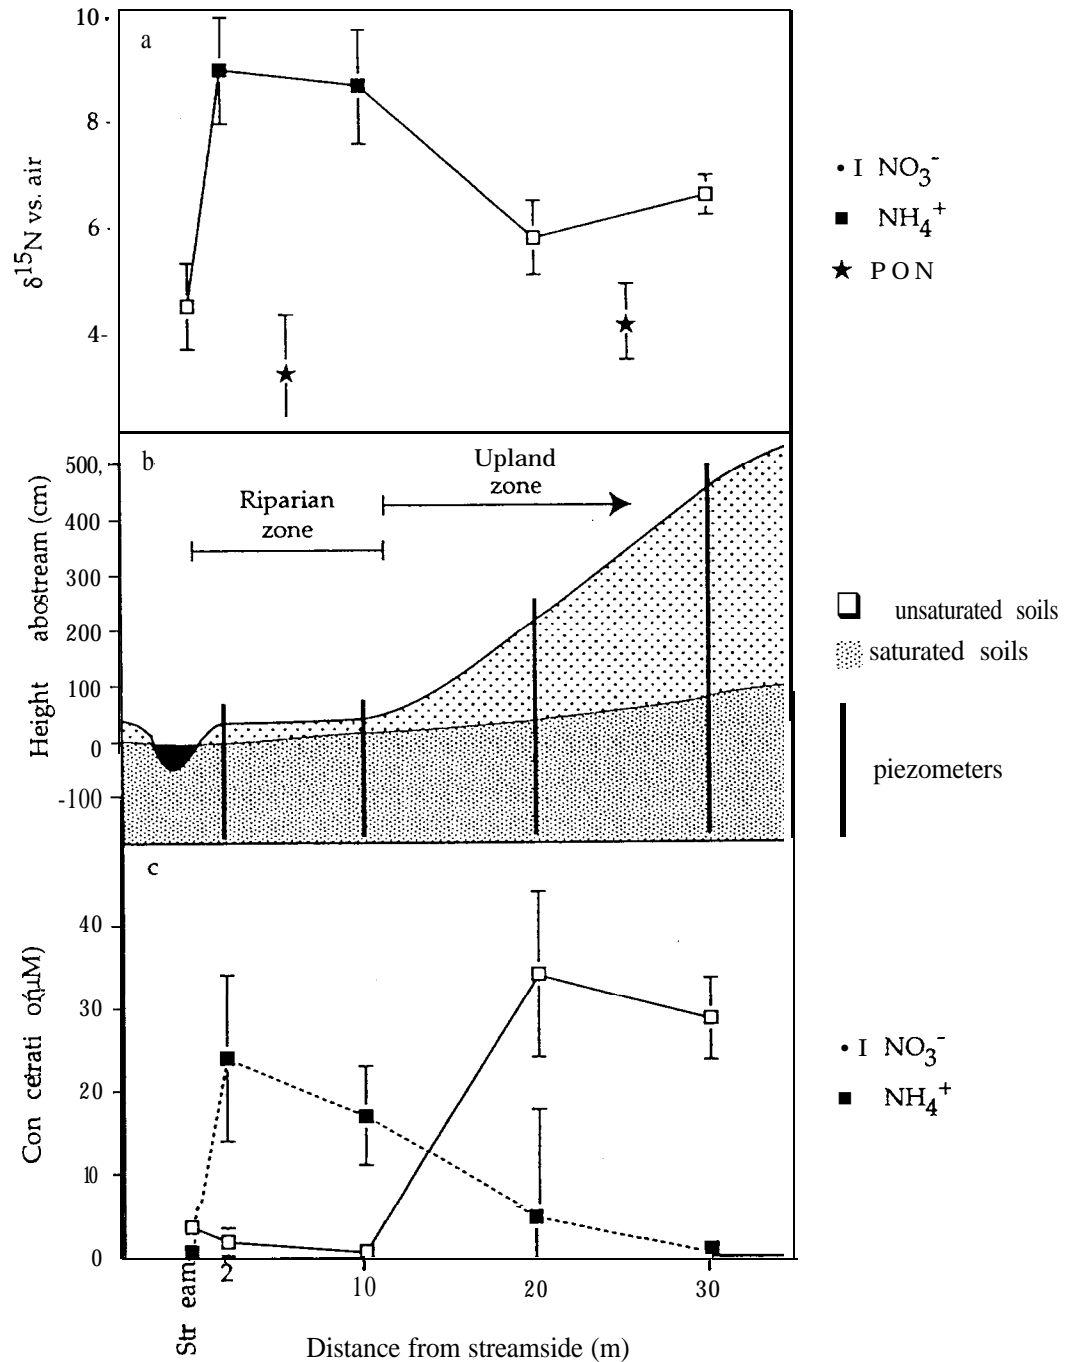 a
10
8
6
4
δ15N vs. air
• I NO3-
■ NH4+
★ PON
b
500,
400
300
200
100
0
-100
Height abostream (cm)
Riparian
zone
Upland
zone
unsaturated soils
saturated soils
piezometers
c
40
30
20
10
0
Con cetrati on(µM)
• I NO3-
■ NH4+
Str eam
2
10
20
30
Distance from streamside (m)